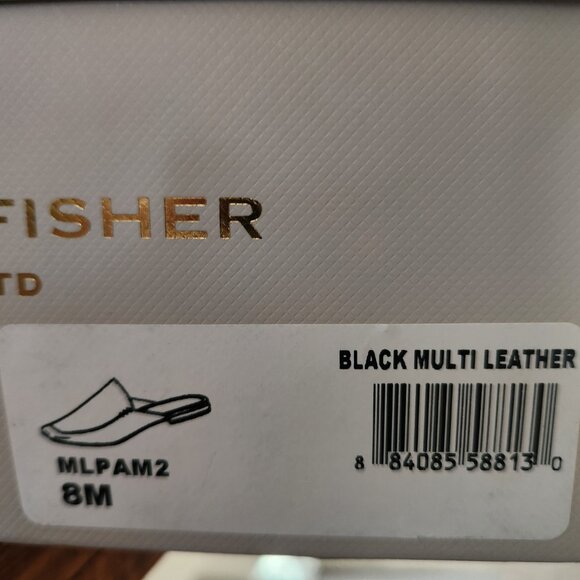 FISHER
TD
BLACK MULTI LEATHER
MLPAM2
8M
8 84085 58813 0